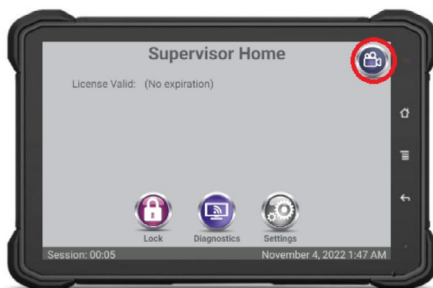 Supervisor Home
License Valid: (No expiration)
Lock Diagnostics Settings
Session: 00:05 November 4, 2022 1:47 AM